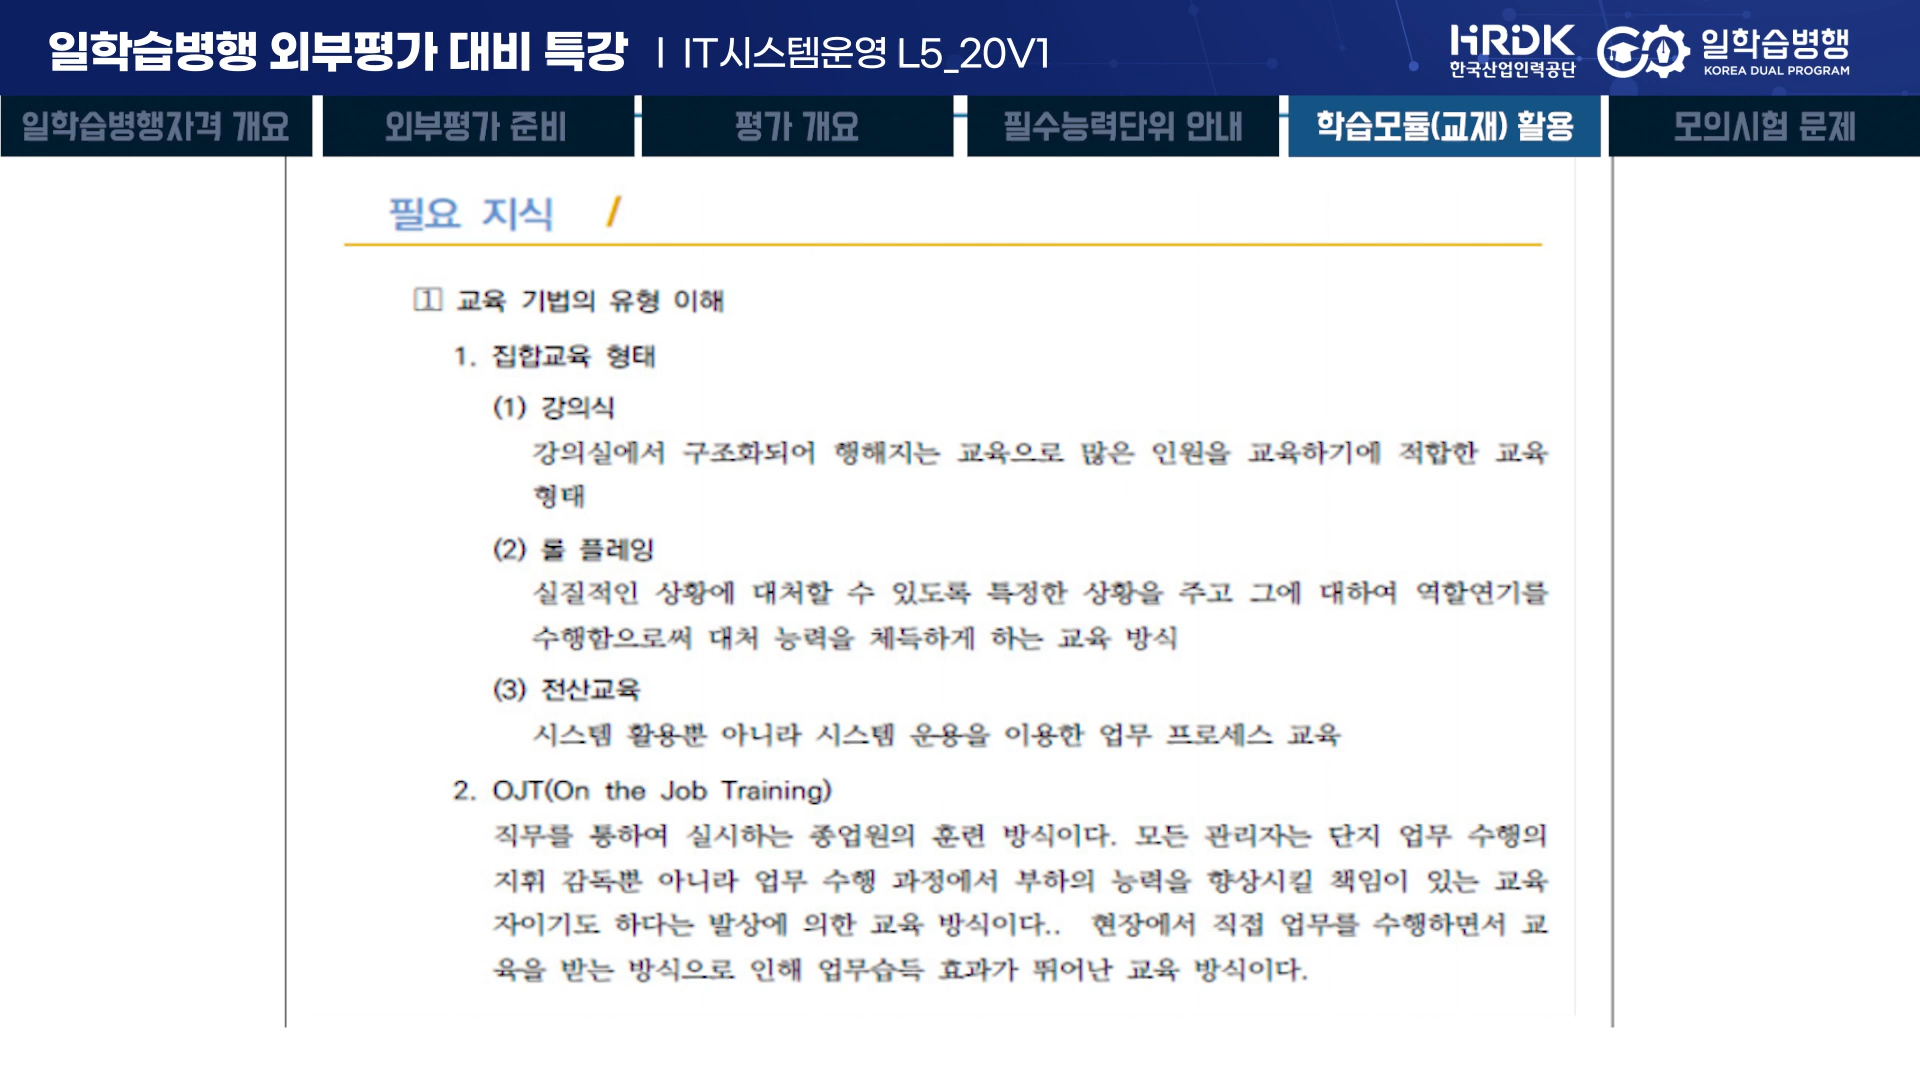 일학습병행 외부평가 대비 특강 | IT시스템운영 L5_20V1
HRDK 한국산업인력공단
일학습병행
KOREA DUAL PROGRAM
일학습병행자격 개요
외부평가 준비
평가 개요
필수능력단위 안내
학습모듈(교재) 활용
모의시험 문제
필요 지식 /
1 교육 기법의 유형 이해
1. 집합교육 형태
(1) 강의식
강의실에서 구조화되어 행해지는 교육으로 많은 인원을 교육하기에 적합한 교육
형태
(2) 롤 플레잉
실질적인 상황에 대처할 수 있도록 특정한 상황을 주고 그에 대하여 역할연기를
수행함으로써 대처 능력을 체득하게 하는 교육 방식
(3) 전산교육
시스템 활용뿐 아니라 시스템 운용을 이용한 업무 프로세스 교육
2. OJT(On the Job Training)
직무를 통하여 실시하는 종업원의 훈련 방식이다. 모든 관리자는 단지 업무 수행의
지휘 감독뿐 아니라 업무 수행 과정에서 부하의 능력을 향상시킬 책임이 있는 교육
자이기도 하다는 발상에 의한 교육 방식이다.. 현장에서 직접 업무를 수행하면서 교
육을 받는 방식으로 인해 업무습득 효과가 뛰어난 교육 방식이다.